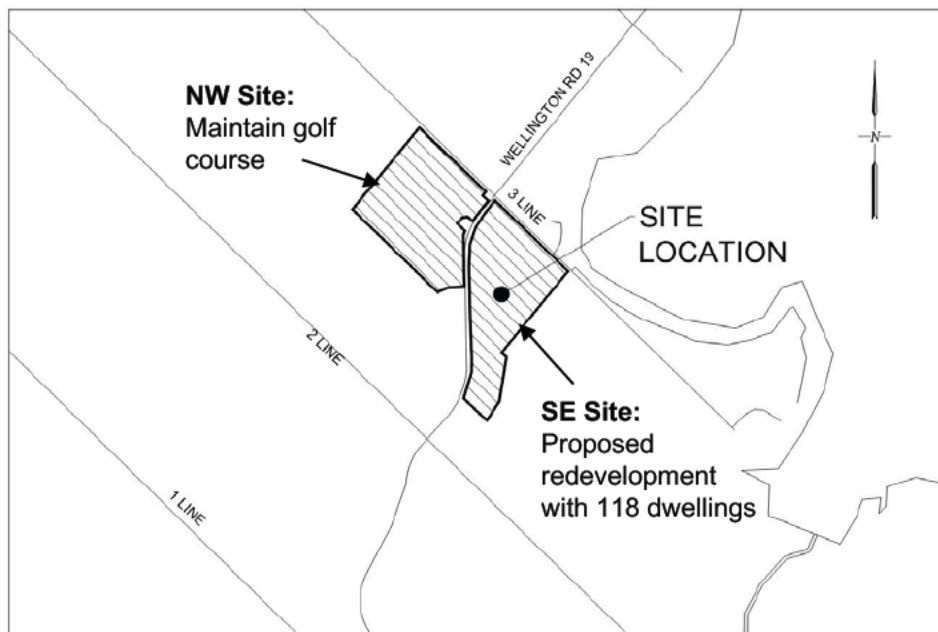 NW Site:
Maintain golf
course
WELLINGTON RD 19
N
3 LINE
SITE
LOCATION
2 LINE
SE Site:
Proposed
redevelopment
with 118 dwellings
1 LINE